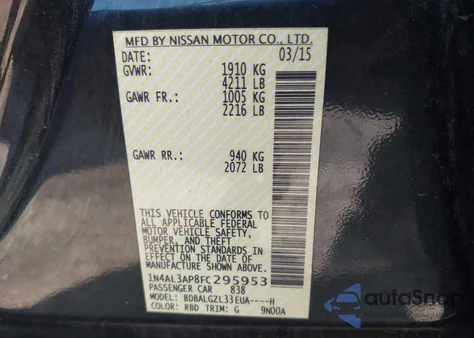 MFD BY NISSAN MOTOR CO., LTD.
DATE: 03/15
GVWR: 1910 KG
4211 LB
GAWR FR.: 1005 KG
2216 LB
GAWR RR.: 940 KG
2072 LB
THIS VEHICLE CONFORMS TO
ALL APPLICABLE FEDERAL
MOTOR VEHICLE SAFETY,
BUMPER, AND THEFT
PREVENTION STANDARDS IN
EFFECT ON THE DATE OF
MANUFACTURE SHOWN ABOVE.
1N4AL3AP8FC295953
PASSENGER CAR 838
MODEL: BDBALGZL33EUA----H
COLOR: RBD TRIM: G 9N00A
autoSnap